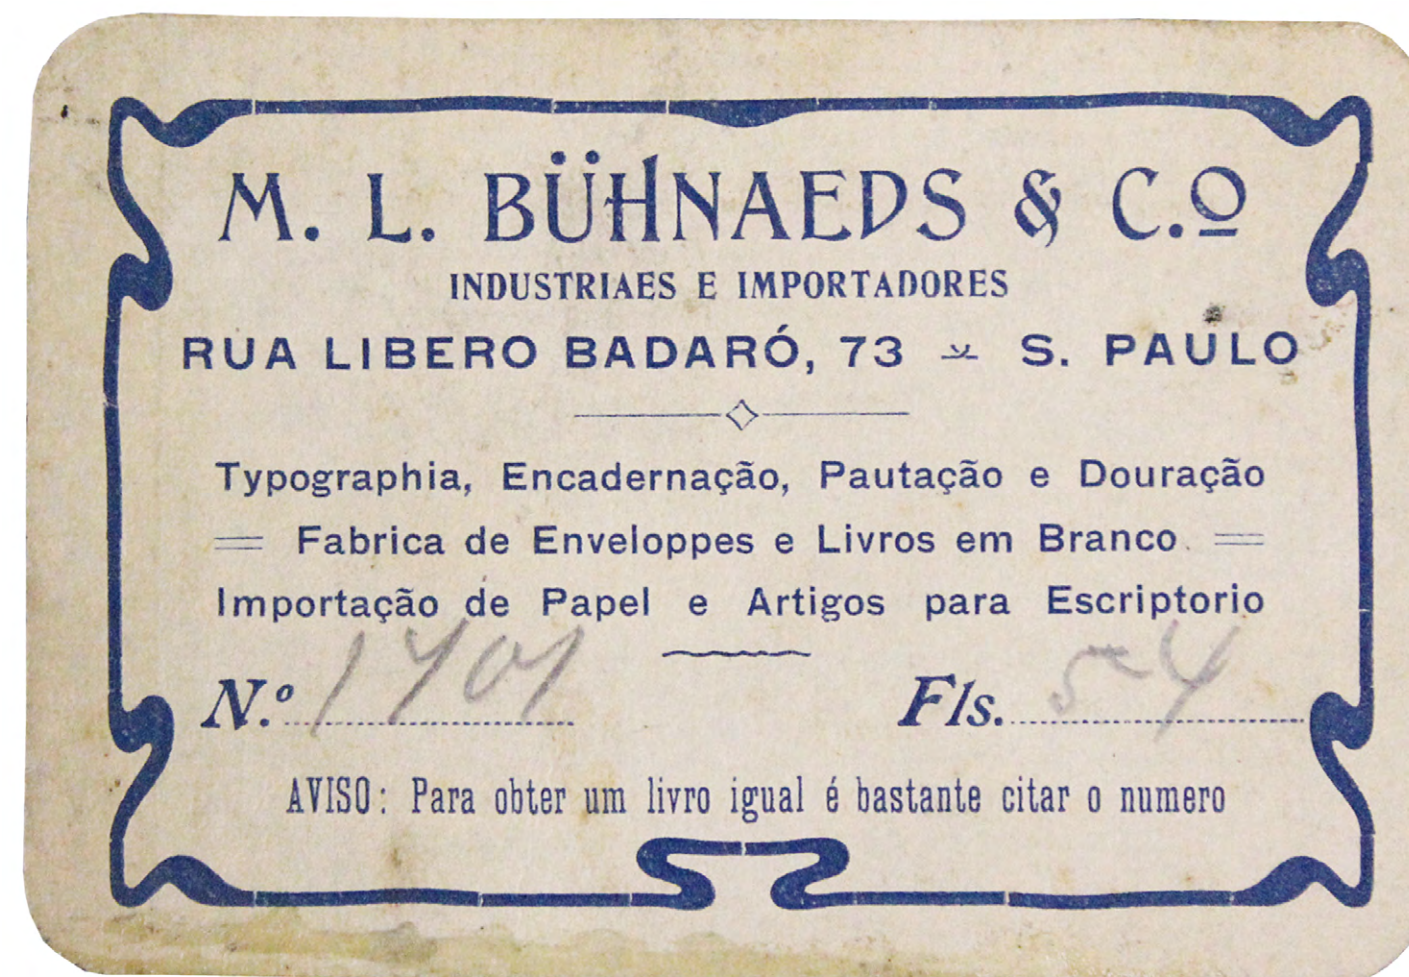 M. L. BÜHNAEDS & C.º
INDUSTRIAES E IMPORTADORES
RUA LIBERO BADARÓ, 73 - S. PAULO
Typographia, Encadernação, Pautação e Douração
Fabrica de Enveloppes e Livros em Branco
Importação de Papel e Artigos para Escriptorio
N.º 1701 Fls. 54
AVISO: Para obter um livro igual é bastante citar o numero